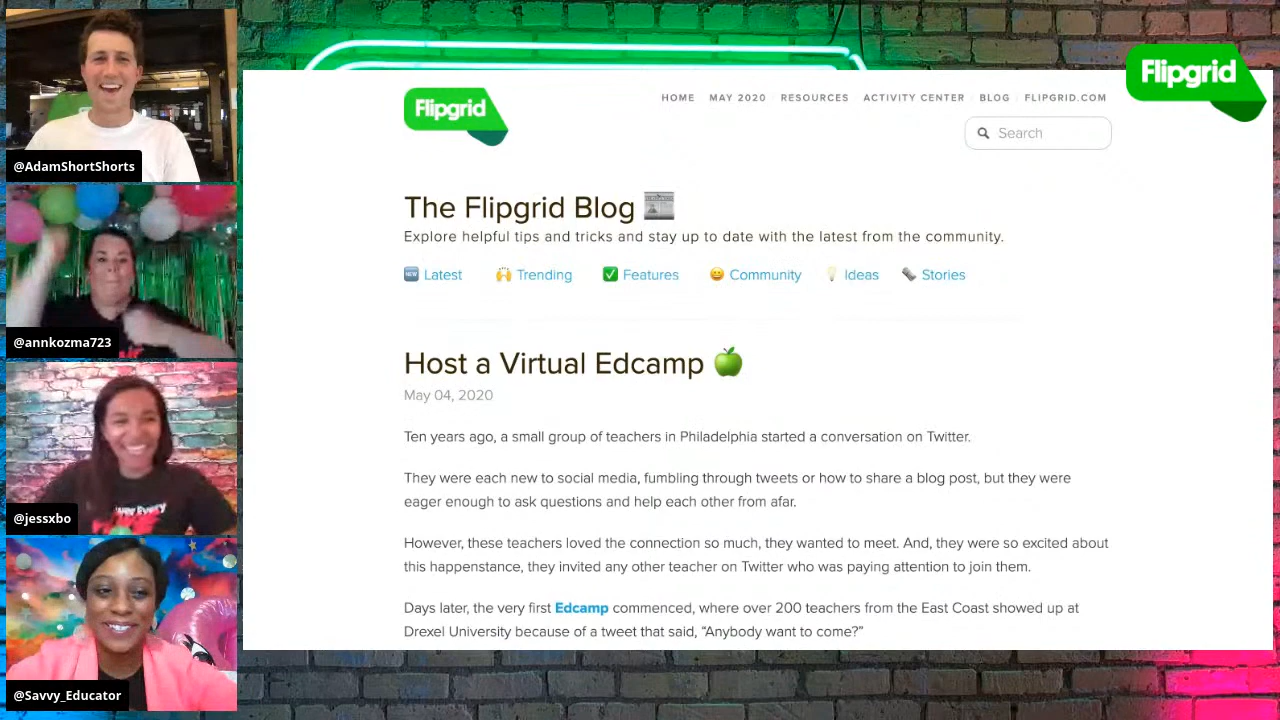 @AdamShortShorts
@annkozma723
@jessxbo
@Savvy_Educator
Flipgrid
Flipgrid
HOME MAY 2020 RESOURCES ACTIVITY CENTER BLOG FLIPGRID.COM
Search
The Flipgrid Blog
Explore helpful tips and tricks and stay up to date with the latest from the community.
NEW Latest Trending Features Community Ideas Stories
Host a Virtual Edcamp
May 04, 2020
Ten years ago, a small group of teachers in Philadelphia started a conversation on Twitter.
They were each new to social media, fumbling through tweets or how to share a blog post, but they were
eager enough to ask questions and help each other from afar.
However, these teachers loved the connection so much, they wanted to meet. And, they were so excited about
this happenstance, they invited any other teacher on Twitter who was paying attention to join them.
Days later, the very first Edcamp commenced, where over 200 teachers from the East Coast showed up at
Drexel University because of a tweet that said, “Anybody want to come?”